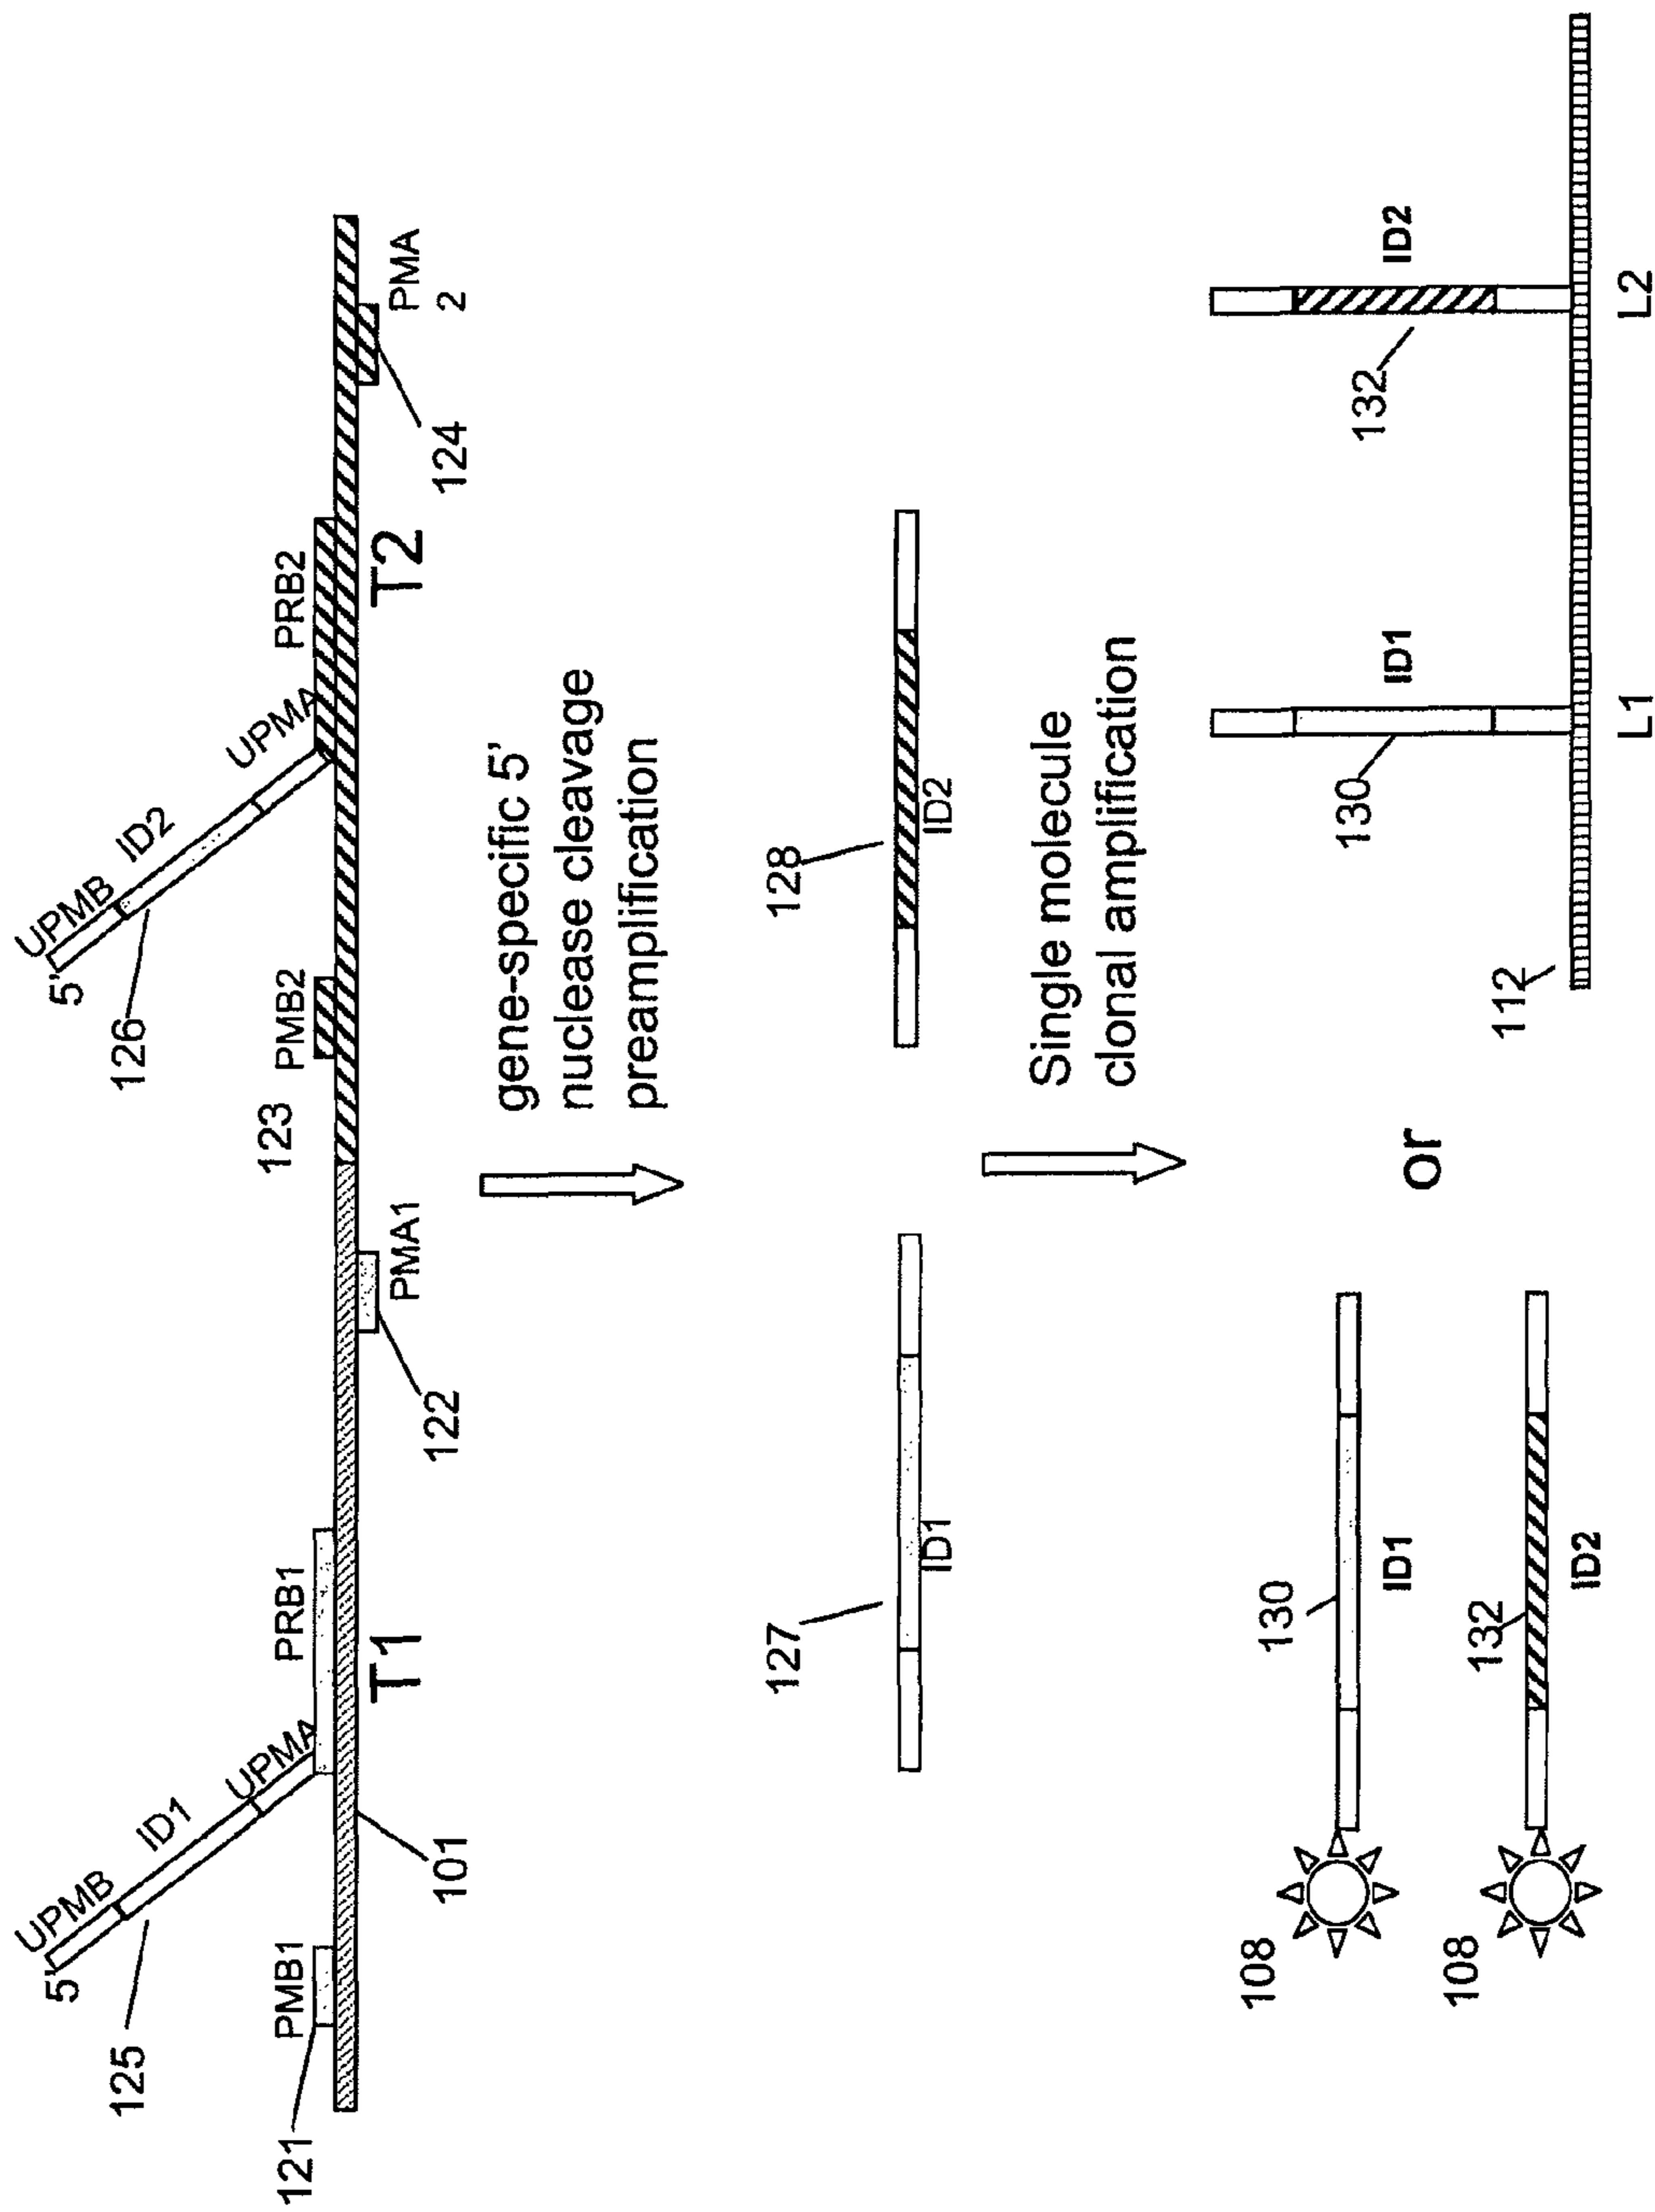 UPMB
5'
ID1
125
UPMA
UPMB
5'
ID2
126
UPMA
121
PMB1
PRB1
123
PMB2
PRB2
101
T1
122
PMA1
T2
124
PMA
2
gene-specific 5'
nuclease cleavage
preamplification
127
ID1
128
ID2
Single molecule
clonal amplification
108
130
ID1
108
132
ID2
or
112
130
ID1
132
ID2
L1
L2